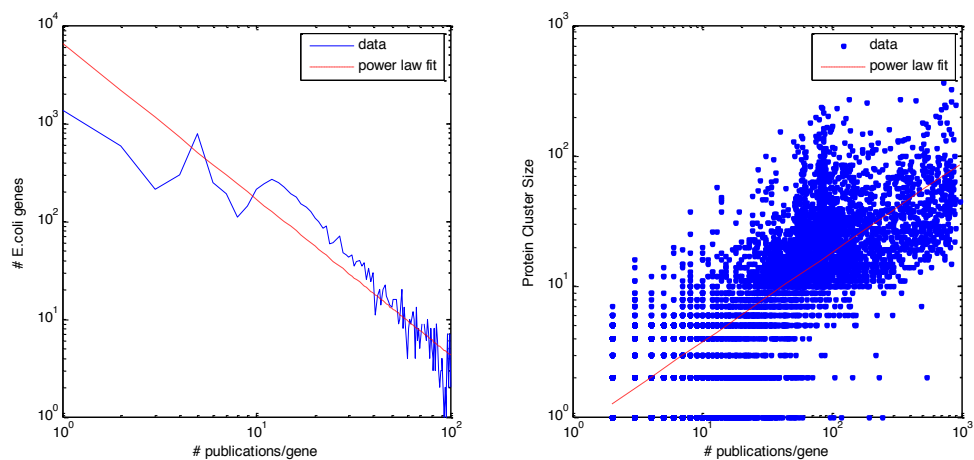 10^4
10^3
10^2
10^1
10^0
# E.coli genes
data
power law fit
10^0
10^1
10^2
# publications/gene
10^3
10^2
10^1
10^0
Protein Cluster Size
data
power law fit
10^0
10^1
10^2
10^3
# publications/gene